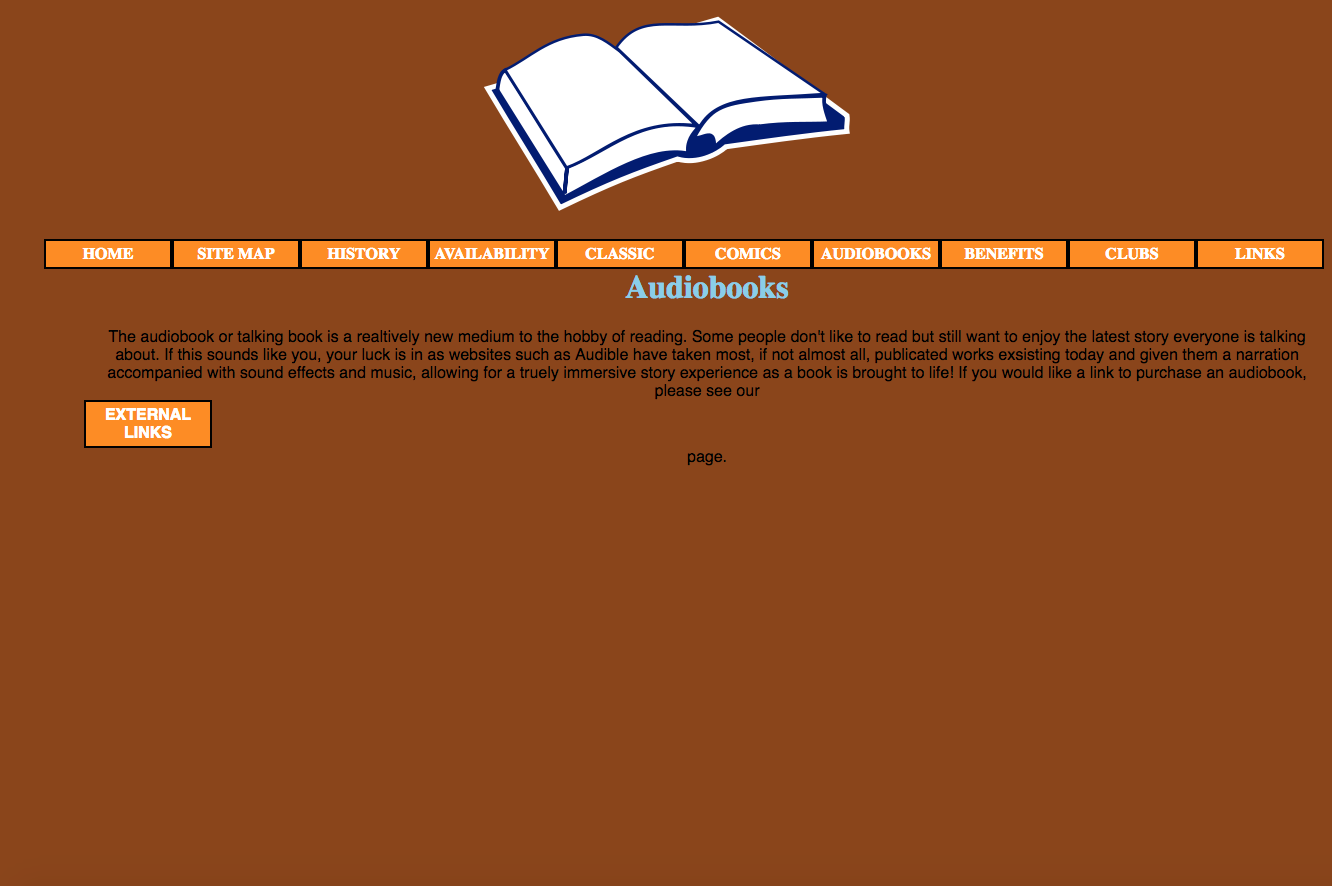 HOME SITE MAP HISTORY AVAILABILITY CLASSIC COMICS AUDIOBOOKS BENEFITS CLUBS LINKS
Audiobooks
The audiobook or talking book is a realtively new medium to the hobby of reading. Some people don't like to read but still want to enjoy the latest story everyone is talking
about. If this sounds like you, your luck is in as websites such as Audible have taken most, if not almost all, publicated works exsisting today and given them a narration
accompanied with sound effects and music, allowing for a truely immersive story experience as a book is brought to life! If you would like a link to purchase an audiobook,
please see our
EXTERNAL
LINKS
page.